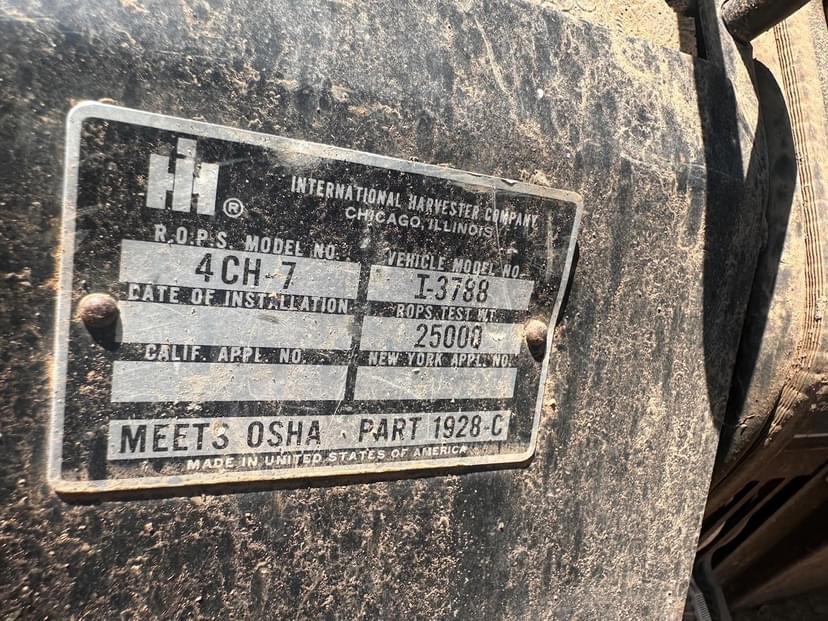 IH ®
INTERNATIONAL HARVESTER COMPANY
CHICAGO, ILLINOIS
R.O.P.S. MODEL NO. VEHICLE MODEL NO.
4CH-7 I-3788
DATE OF INSTALLATION ROPS TEST WT.
25000
CALIF. APPL. NO. NEW YORK APPL. NO.
MEETS OSHA PART 1928-C
MADE IN UNITED STATES OF AMERICA